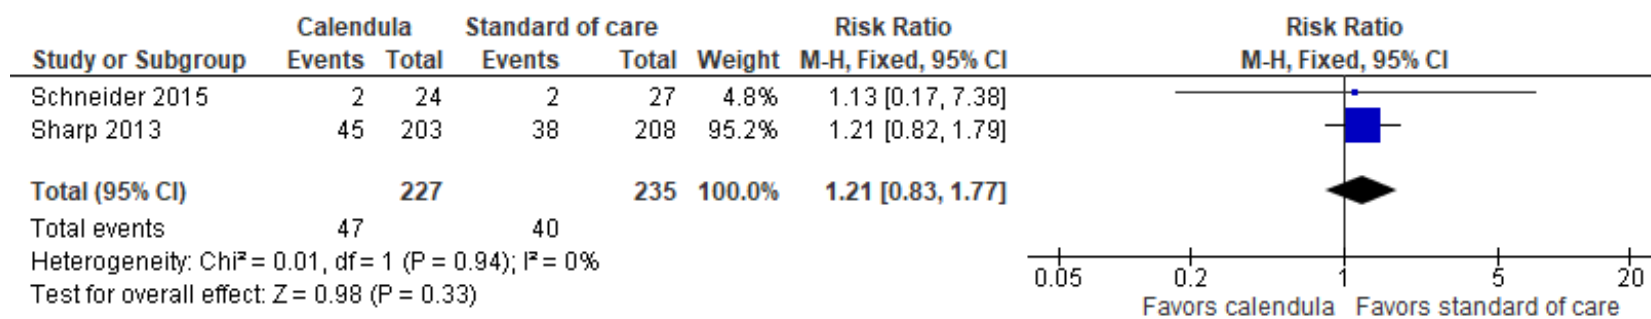 Calendula Standard of care Risk Ratio Risk Ratio
Study or Subgroup Events Total Events Total Weight M-H, Fixed, 95% CI M-H, Fixed, 95% CI
Schneider 2015 2 24 2 27 4.8% 1.13 [0.17, 7.38]
Sharp 2013 45 203 38 208 95.2% 1.21 [0.82, 1.79]
Total (95% CI) 227 235 100.0% 1.21 [0.83, 1.77]
Total events 47 40
Heterogeneity: Chi² = 0.01, df = 1 (P = 0.94); I² = 0%
Test for overall effect: Z = 0.98 (P = 0.33)
0.05 0.2 1 5 20
Favors calendula Favors standard of care